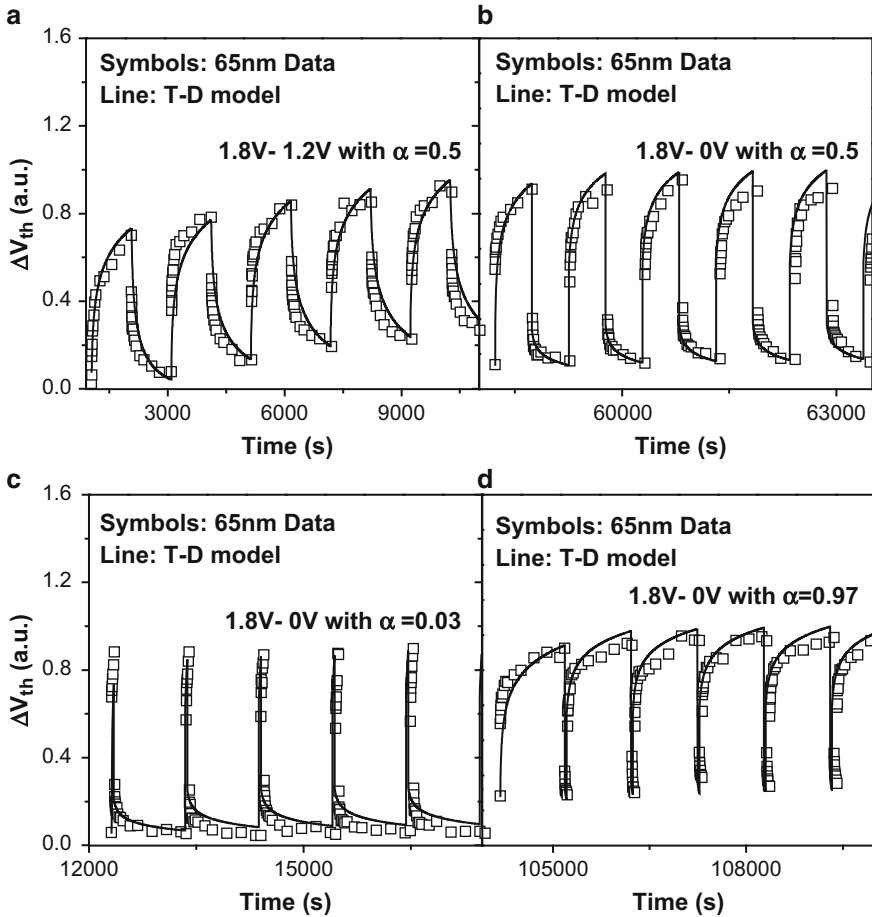 a
b
1.6
1.2
0.8
0.4
0.0
ΔVth (a.u.)
Symbols: 65nm Data
Line: T-D model
1.8V- 1.2V with α =0.5
3000
6000
9000
Time (s)
Symbols: 65nm Data
Line: T-D model
1.8V- 0V with α =0.5
60000
63000
Time (s)
c
d
1.6
1.2
0.8
0.4
0.0
ΔVth (a.u.)
Symbols: 65nm Data
Line: T-D model
1.8V- 0V with α =0.03
12000
15000
Time (s)
Symbols: 65nm Data
Line: T-D model
1.8V- 0V with α=0.97
105000
108000
Time (s)